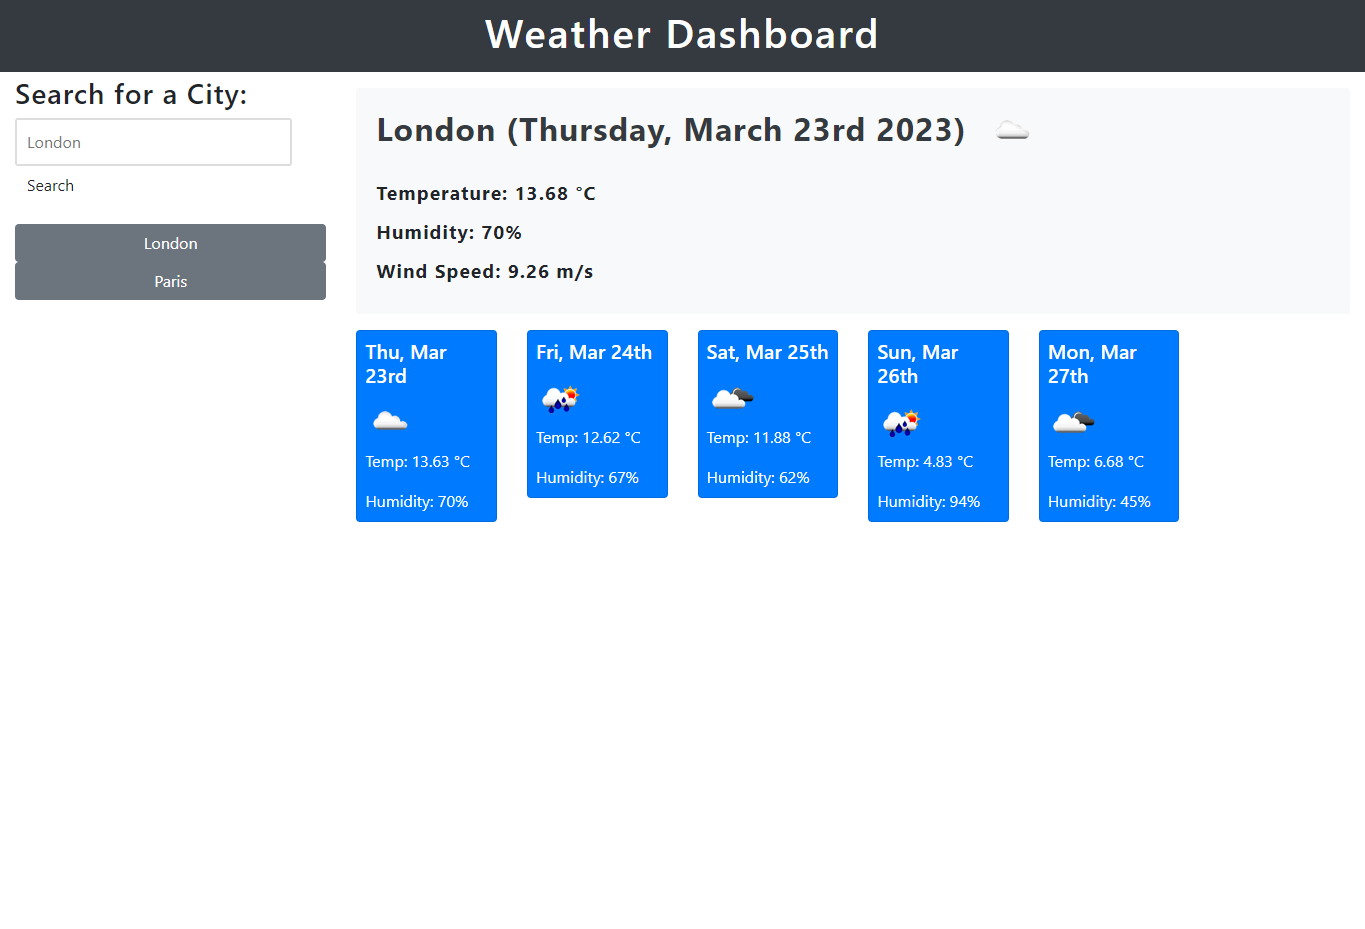 Weather Dashboard
Search for a City:
London
Search
London
Paris
London (Thursday, March 23rd 2023)
Temperature: 13.68 °C
Humidity: 70%
Wind Speed: 9.26 m/s
Thu, Mar
23rd
Temp: 13.63 °C
Humidity: 70%
Fri, Mar 24th
Temp: 12.62 °C
Humidity: 67%
Sat, Mar 25th
Temp: 11.88 °C
Humidity: 62%
Sun, Mar
26th
Temp: 4.83 °C
Humidity: 94%
Mon, Mar
27th
Temp: 6.68 °C
Humidity: 45%